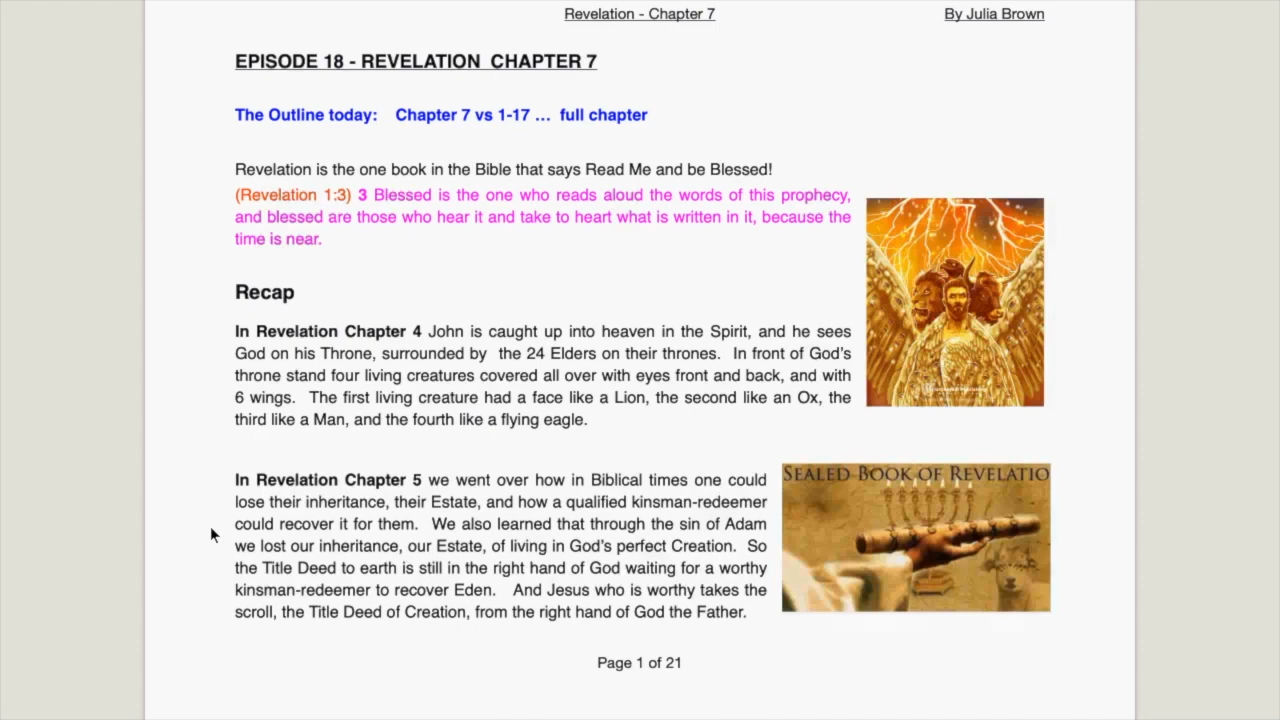 Revelation - Chapter 7 By Julia Brown
EPISODE 18 - REVELATION CHAPTER 7
The Outline today: Chapter 7 vs 1-17 … full chapter
Revelation is the one book in the Bible that says Read Me and be Blessed!
(Revelation 1:3) 3 Blessed is the one who reads aloud the words of this prophecy,
and blessed are those who hear it and take to heart what is written in it, because the
time is near.
Recap
In Revelation Chapter 4 John is caught up into heaven in the Spirit, and he sees
God on his Throne, surrounded by the 24 Elders on their thrones. In front of God’s
throne stand four living creatures covered all over with eyes front and back, and with
6 wings. The first living creature had a face like a Lion, the second like an Ox, the
third like a Man, and the fourth like a flying eagle.
In Revelation Chapter 5 we went over how in Biblical times one could
lose their inheritance, their Estate, and how a qualified kinsman-redeemer
could recover it for them. We also learned that through the sin of Adam
we lost our inheritance, our Estate, of living in God’s perfect Creation. So
the Title Deed to earth is still in the right hand of God waiting for a worthy
kinsman-redeemer to recover Eden. And Jesus who is worthy takes the
scroll, the Title Deed of Creation, from the right hand of God the Father.
SEALED BOOK OF REVELATIO
Page 1 of 21